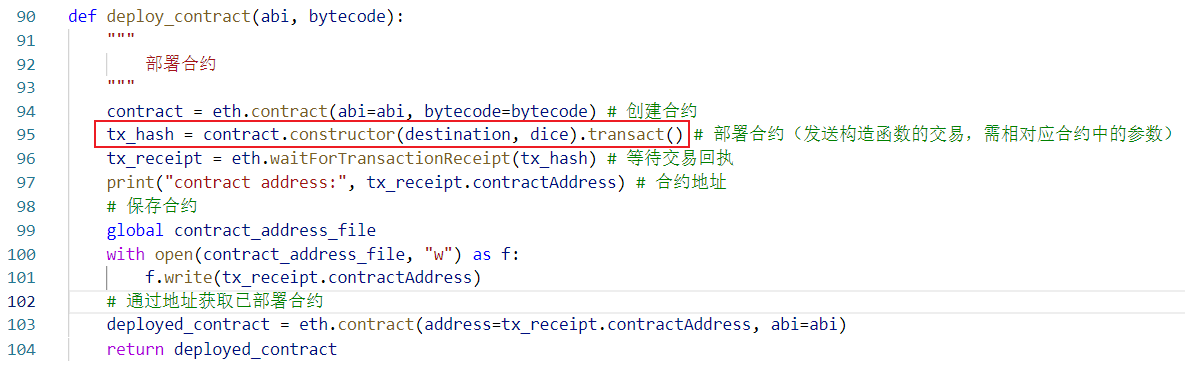 90 def deploy_contract(abi, bytecode):
91 """
92 部署合约
93 """
94 contract = eth.contract(abi=abi, bytecode=bytecode) # 创建合约
95 tx_hash = contract.constructor(destination, dice).transact() # 部署合约（发送构造函数的交易，需相对应合约中的参数）
96 tx_receipt = eth.waitForTransactionReceipt(tx_hash) # 等待交易回执
97 print("contract address:", tx_receipt.contractAddress) # 合约地址
98 # 保存合约
99 global contract_address_file
100 with open(contract_address_file, "w") as f:
101 f.write(tx_receipt.contractAddress)
102 # 通过地址获取已部署合约
103 deployed_contract = eth.contract(address=tx_receipt.contractAddress, abi=abi)
104 return deployed_contract